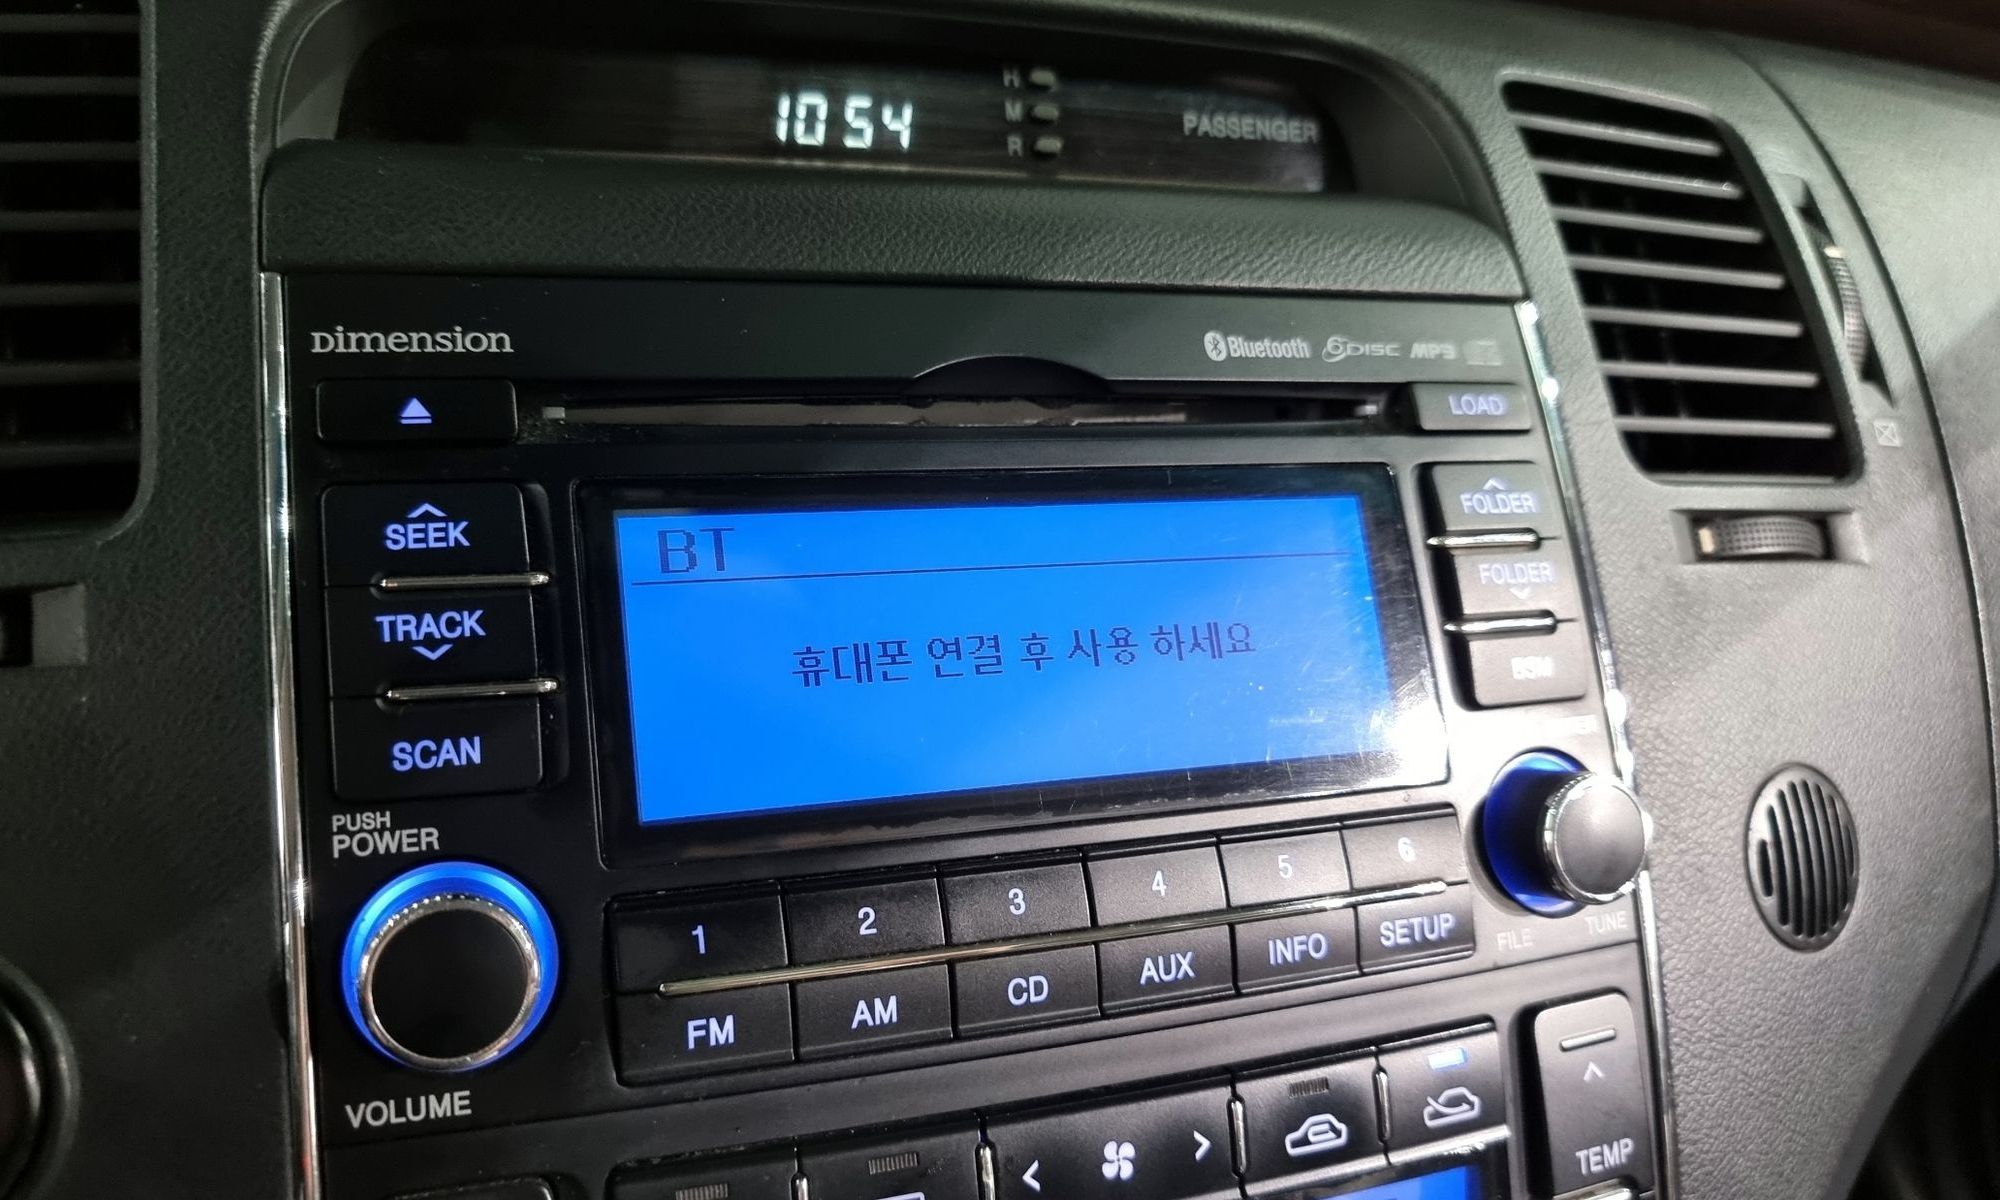 10 54
H
M
R
PASSENGER
Dimension
Bluetooth 6 DISC MP3
LOAD
SEEK
FOLDER
BT
FOLDER
TRACK
휴대폰 연결 후 사용 하세요
SCAN
PUSH
POWER
1 2 3 4 5 6
FM AM CD AUX INFO SETUP
FILE
TUNE
VOLUME
TEMP